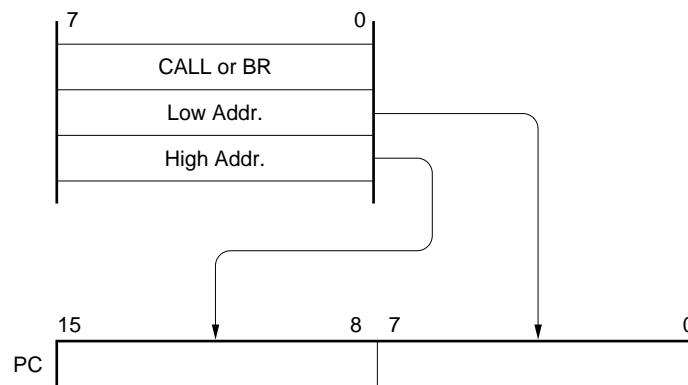 7 0
CALL or BR
Low Addr.
High Addr.
15 8 7 0
PC